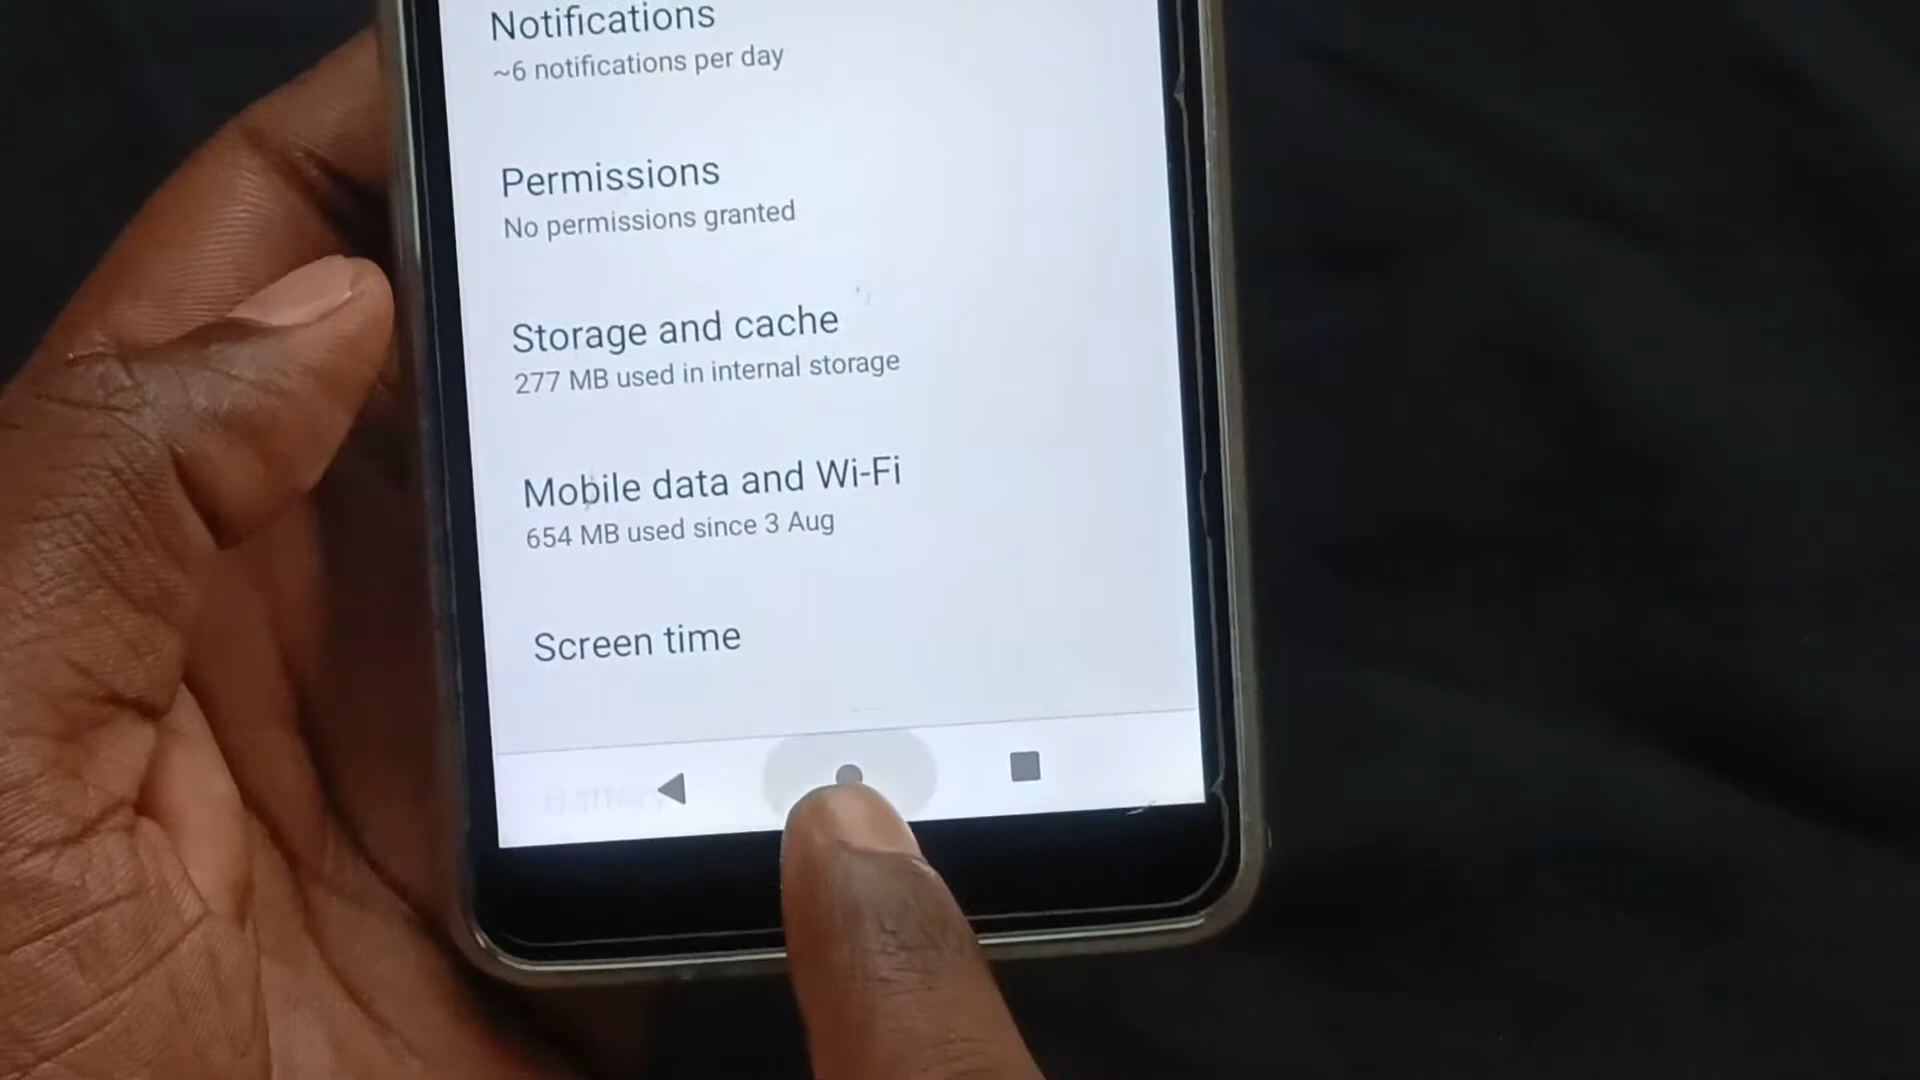 Notifications
~6 notifications per day
Permissions
No permissions granted
Storage and cache
277 MB used in internal storage
Mobile data and Wi-Fi
654 MB used since 3 Aug
Screen time
Battery